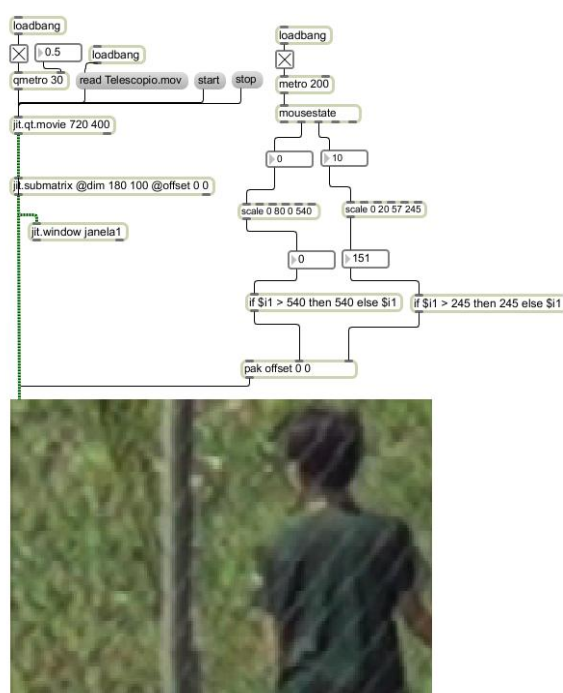 loadbang
0.5
loadbang
qmetro 30
read Telescopio.mov
start
stop
jit.qt.movie 720 400
jit.submatrix @dim 180 100 @offset 0 0
jit.window janela1
loadbang
metro 200
mousestate
0
10
scale 0 80 0 540
scale 0 20 57 245
0
151
if $i1 > 540 then 540 else $i1
if $i1 > 245 then 245 else $i1
pak offset 0 0